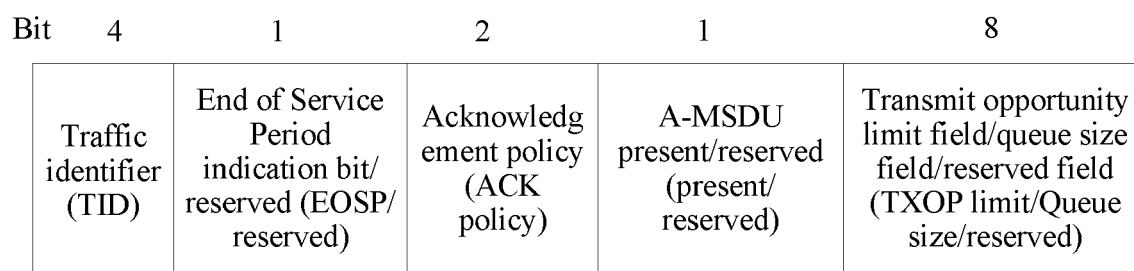 Bit 4 1 2 1 8
Traffic
identifier
(TID)
End of Service
Period
indication bit/
reserved (EOSP/
reserved)
Acknowledg
ement policy
(ACK
policy)
A-MSDU
present/reserved
(present/
reserved)
Transmit opportunity
limit field/queue size
field/reserved field
(TXOP limit/Queue
size/reserved)